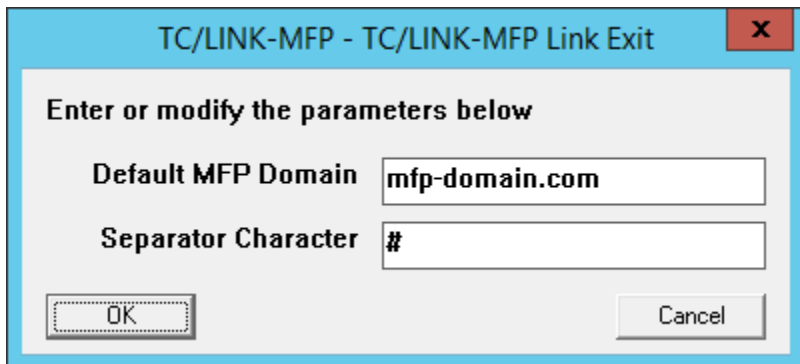 TC/LINK-MFP - TC/LINK-MFP Link Exit
x
Enter or modify the parameters below
Default MFP Domain mfp-domain.com
Separator Character #
OK Cancel